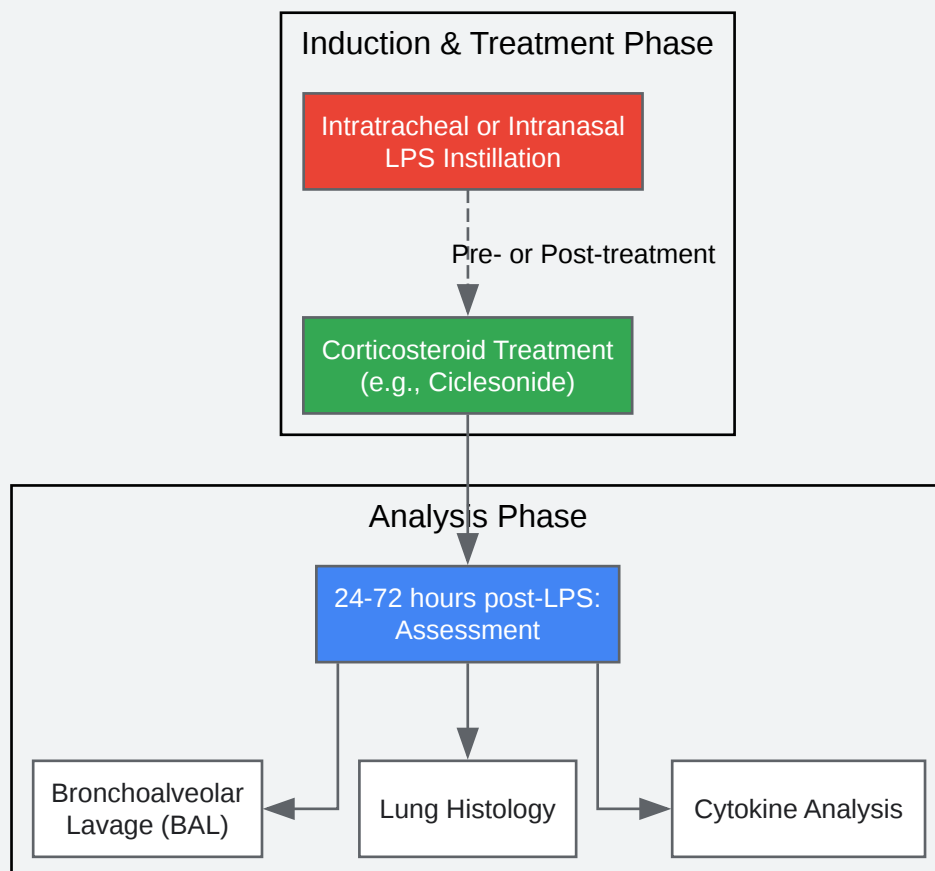 Induction & Treatment Phase
Intratracheal or Intranasal
LPS Instillation
Pre- or Post-treatment
Corticosteroid Treatment
(e.g., Ciclesonide)
Analysis Phase
24-72 hours post-LPS:
Assessment
Bronchoalveolar
Lavage (BAL)
Lung Histology
Cytokine Analysis